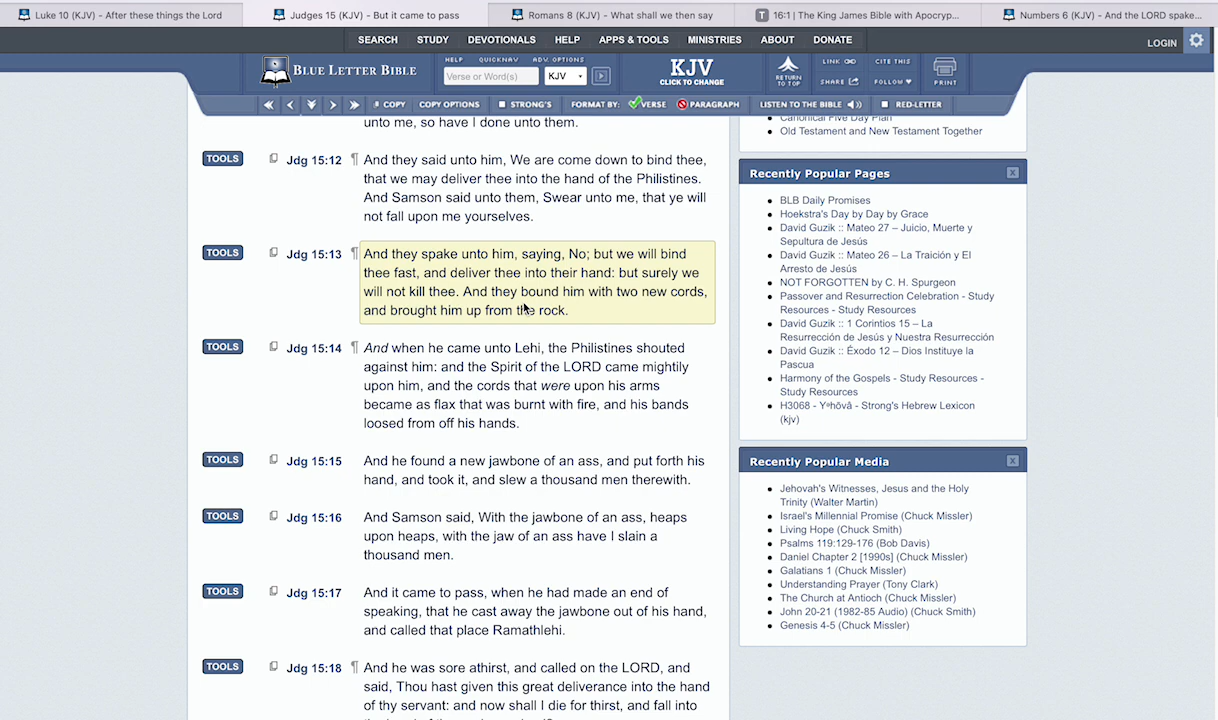 Luke 10 (KJV) - After these things the Lord
Judges 15 (KJV) - But it came to pass
Romans 8 (KJV) - What shall we then say
T 16:1 | The King James Bible with Apocryp...
Numbers 6 (KJV) - And the LORD spake...
SEARCH STUDY DEVOTIONALS HELP APPS & TOOLS MINISTRIES ABOUT DONATE
LOGIN
BLUE LETTER BIBLE
HELP QUICKNAV ADV. OPTIONS
Verse or Word(s) KJV
KJV
CLICK TO CHANGE
RETURN
TO TOP
LINK CITE THIS
SHARE FOLLOW
PRINT
COPY COPY OPTIONS STRONG'S FORMAT BY: VERSE PARAGRAPH LISTEN TO THE BIBLE RED-LETTER
unto me, so have I done unto them.
TOOLS Jdg 15:12 ¶ And they said unto him, We are come down to bind thee,
that we may deliver thee into the hand of the Philistines.
And Samson said unto them, Swear unto me, that ye will
not fall upon me yourselves.
TOOLS Jdg 15:13 ¶ And they spake unto him, saying, No; but we will bind
thee fast, and deliver thee into their hand: but surely we
will not kill thee. And they bound him with two new cords,
and brought him up from the rock.
TOOLS Jdg 15:14 ¶ And when he came unto Lehi, the Philistines shouted
against him: and the Spirit of the LORD came mightily
upon him, and the cords that were upon his arms
became as flax that was burnt with fire, and his bands
loosed from off his hands.
TOOLS Jdg 15:15 And he found a new jawbone of an ass, and put forth his
hand, and took it, and slew a thousand men therewith.
TOOLS Jdg 15:16 And Samson said, With the jawbone of an ass, heaps
upon heaps, with the jaw of an ass have I slain a
thousand men.
TOOLS Jdg 15:17 And it came to pass, when he had made an end of
speaking, that he cast away the jawbone out of his hand,
and called that place Ramathlehi.
TOOLS Jdg 15:18 ¶ And he was sore athirst, and called on the LORD, and
said, Thou hast given this great deliverance into the hand
of thy servant: and now shall I die for thirst, and fall into
Canonical Five Day Plan
Old Testament and New Testament Together
Recently Popular Pages x
BLB Daily Promises
Hoekstra's Day by Day by Grace
David Guzik :: Mateo 27 – Juicio, Muerte y
Sepultura de Jesús
David Guzik :: Mateo 26 – La Traición y El
Arresto de Jesús
NOT FORGOTTEN by C. H. Spurgeon
Passover and Resurrection Celebration - Study
Resources - Study Resources
David Guzik :: 1 Corintios 15 – La
Resurrección de Jesús y Nuestra Resurrección
David Guzik :: Éxodo 12 – Dios Instituye la
Pascua
Harmony of the Gospels - Study Resources -
Study Resources
H3068 - Yᵊhōvâ - Strong's Hebrew Lexicon
(kjv)
Recently Popular Media x
Jehovah's Witnesses, Jesus and the Holy
Trinity (Walter Martin)
Israel's Millennial Promise (Chuck Missler)
Living Hope (Chuck Smith)
Psalms 119:129-176 (Bob Davis)
Daniel Chapter 2 [1990s] (Chuck Missler)
Galatians 1 (Chuck Missler)
Understanding Prayer (Tony Clark)
The Church at Antioch (Chuck Missler)
John 20-21 (1982-85 Audio) (Chuck Smith)
Genesis 4-5 (Chuck Missler)